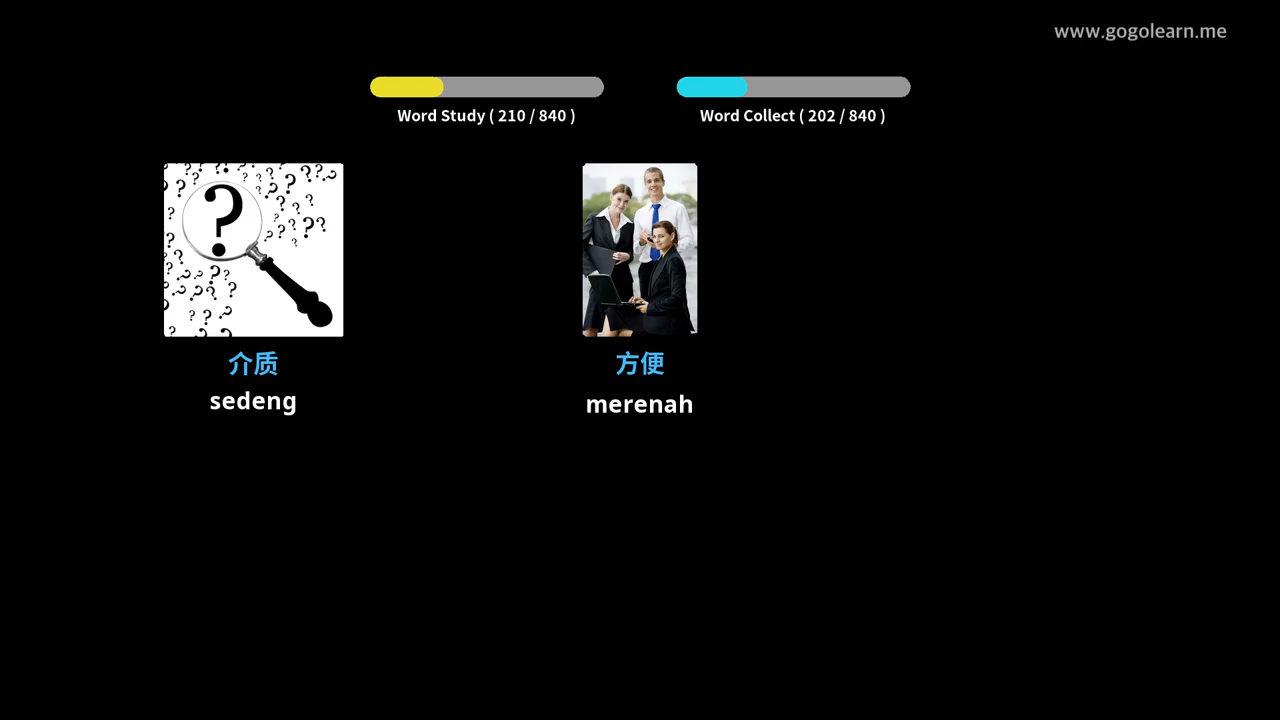 www.gogolearn.me
Word Study ( 210 / 840 )
Word Collect ( 202 / 840 )
介质
sedeng
方便
merenah